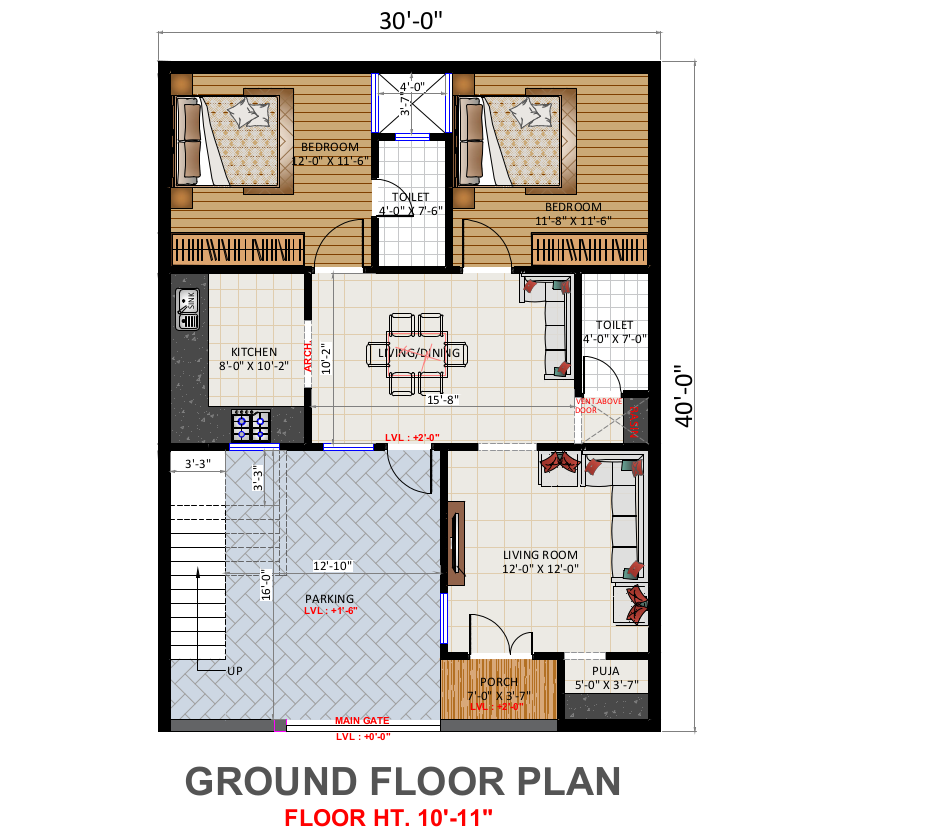 30'-0"
4'-0"
3'-7"
BEDROOM
12'-0" X 11'-6"
TOILET
4'-0" X 7'-6"
BEDROOM
11'-8" X 11'-6"
SINK
KITCHEN
8'-0" X 10'-2"
ARCH.
10'-2"
LIVING/DINING
15'-8"
LVL : +2'-0"
TOILET
4'-0" X 7'-0"
VENT.ABOVE
DOOR
40'-0"
3'-3"
3'-3"
12'-10"
16'-0"
PARKING
LVL : +1'-6"
UP
LIVING ROOM
12'-0" X 12'-0"
PORCH
7'-0" X 3'-7"
LVL : +2'-0"
PUJA
5'-0" X 3'-7"
MAIN GATE
LVL : +0'-0"
GROUND FLOOR PLAN
FLOOR HT. 10'-11"